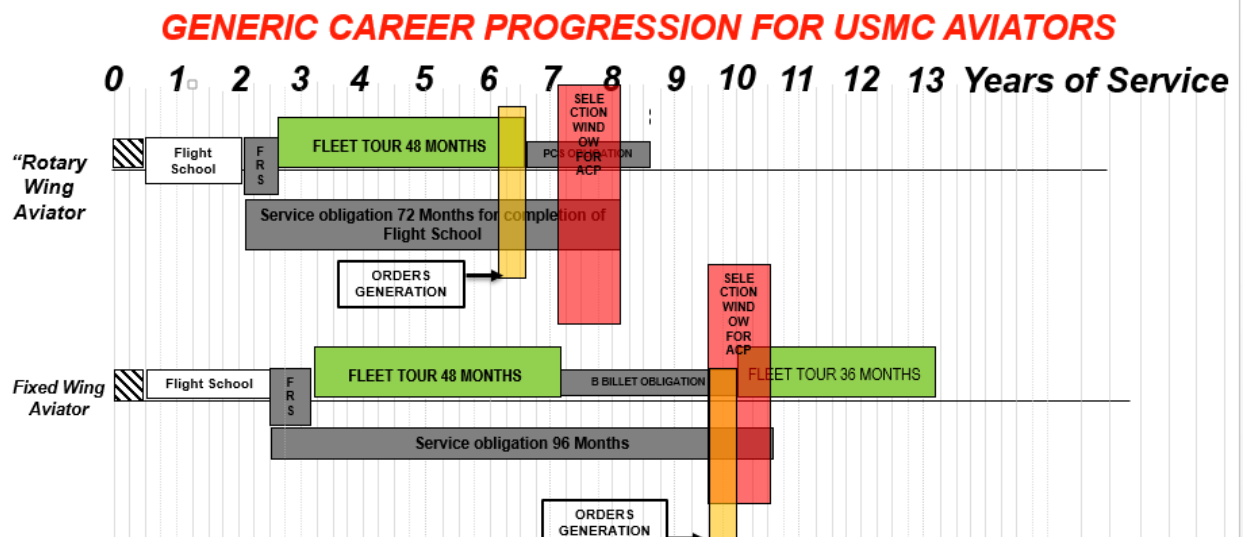 GENERIC CAREER PROGRESSION FOR USMC AVIATORS
0 1 2 3 4 5 6 7 8 9 10 11 12 13 Years of Service
“Rotary
Wing
Aviator
Flight
School
F
R
S
FLEET TOUR 48 MONTHS
PCS OBLIGATION
SELE
CTION
WIND
OW
FOR
ACP
Service obligation 72 Months for completion of
Flight School
ORDERS
GENERATION
Fixed Wing
Aviator
Flight School
F
R
S
FLEET TOUR 48 MONTHS
B BILLET OBLIGATION
SELE
CTION
WIND
OW
FOR
ACP
FLEET TOUR 36 MONTHS
Service obligation 96 Months
ORDERS
GENERATION